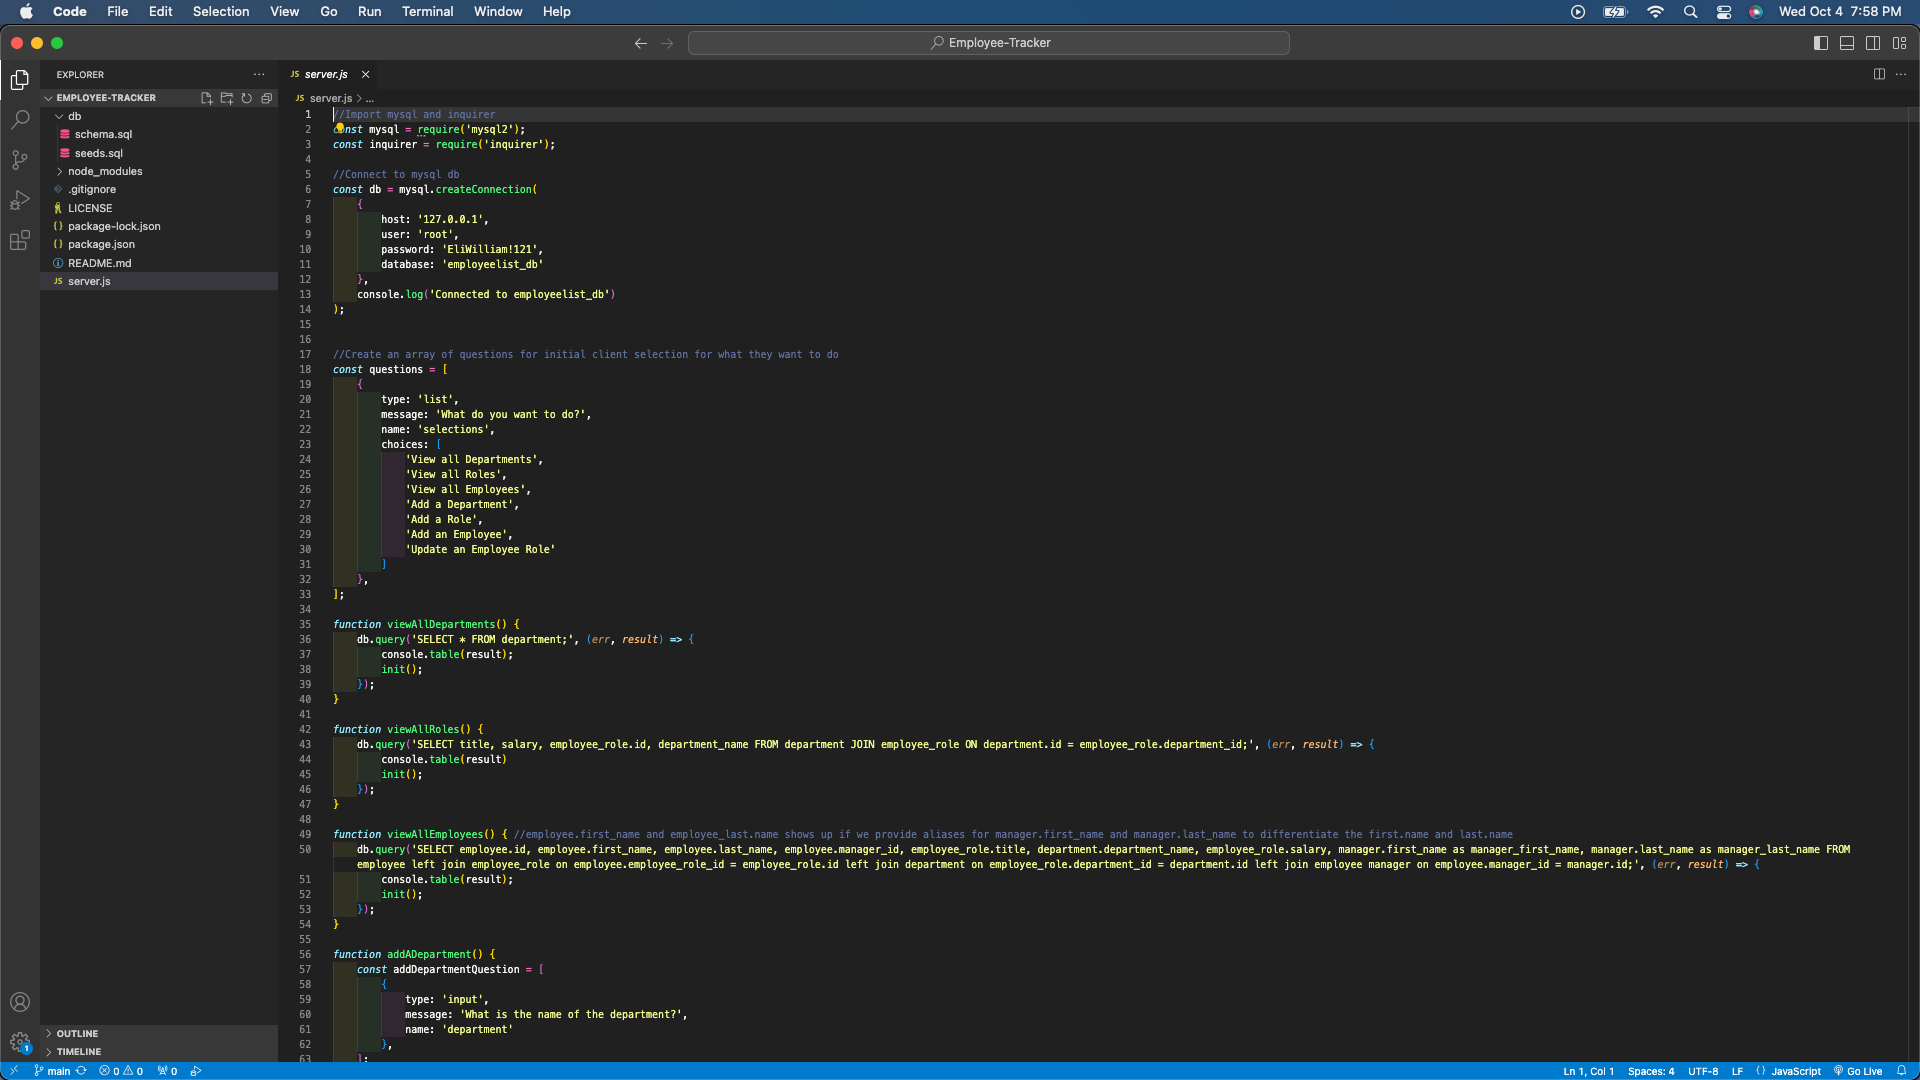 Code File Edit Selection View Go Run Terminal Window Help Wed Oct 4 7:58 PM
Employee-Tracker
EXPLORER
EMPLOYEE-TRACKER
db
schema.sql
seeds.sql
node_modules
.gitignore
LICENSE
package-lock.json
package.json
README.md
JS server.js
OUTLINE
TIMELINE
JS server.js
JS server.js > ...
1 //Import mysql and inquirer
2 const mysql = require('mysql2');
3 const inquirer = require('inquirer');
4
5 //Connect to mysql db
6 const db = mysql.createConnection(
7 {
8 host: '127.0.0.1',
9 user: 'root',
10 password: 'EliWilliam!121',
11 database: 'employeelist_db'
12 },
13 console.log('Connected to employeelist_db')
14 );
15
16
17 //Create an array of questions for initial client selection for what they want to do
18 const questions = [
19 {
20 type: 'list',
21 message: 'What do you want to do?',
22 name: 'selections',
23 choices: [
24 'View all Departments',
25 'View all Roles',
26 'View all Employees',
27 'Add a Department',
28 'Add a Role',
29 'Add an Employee',
30 'Update an Employee Role'
31 ]
32 },
33 ];
34
35 function viewAllDepartments() {
36 db.query('SELECT * FROM department;', (err, result) => {
37 console.table(result);
38 init();
39 });
40 }
41
42 function viewAllRoles() {
43 db.query('SELECT title, salary, employee_role.id, department_name FROM department JOIN employee_role ON department.id = employee_role.department_id;', (err, result) => {
44 console.table(result)
45 init();
46 });
47 }
48
49 function viewAllEmployees() { //employee.first_name and employee_last.name shows up if we provide aliases for manager.first_name and manager.last_name to differentiate the first.name and last.name
50 db.query('SELECT employee.id, employee.first_name, employee.last_name, employee.manager_id, employee_role.title, department.department_name, employee_role.salary, manager.first_name as manager_first_name, manager.last_name as manager_last_name FROM
employee left join employee_role on employee.employee_role_id = employee_role.id left join department on employee_role.department_id = department.id left join employee manager on employee.manager_id = manager.id;', (err, result) => {
51 console.table(result);
52 init();
53 });
54 }
55
56 function addADepartment() {
57 const addDepartmentQuestion = [
58 {
59 type: 'input',
60 message: 'What is the name of the department?',
61 name: 'department'
62 },
63 ];
main 0 0 0 Ln 1, Col 1 Spaces: 4 UTF-8 LF {} JavaScript Go Live